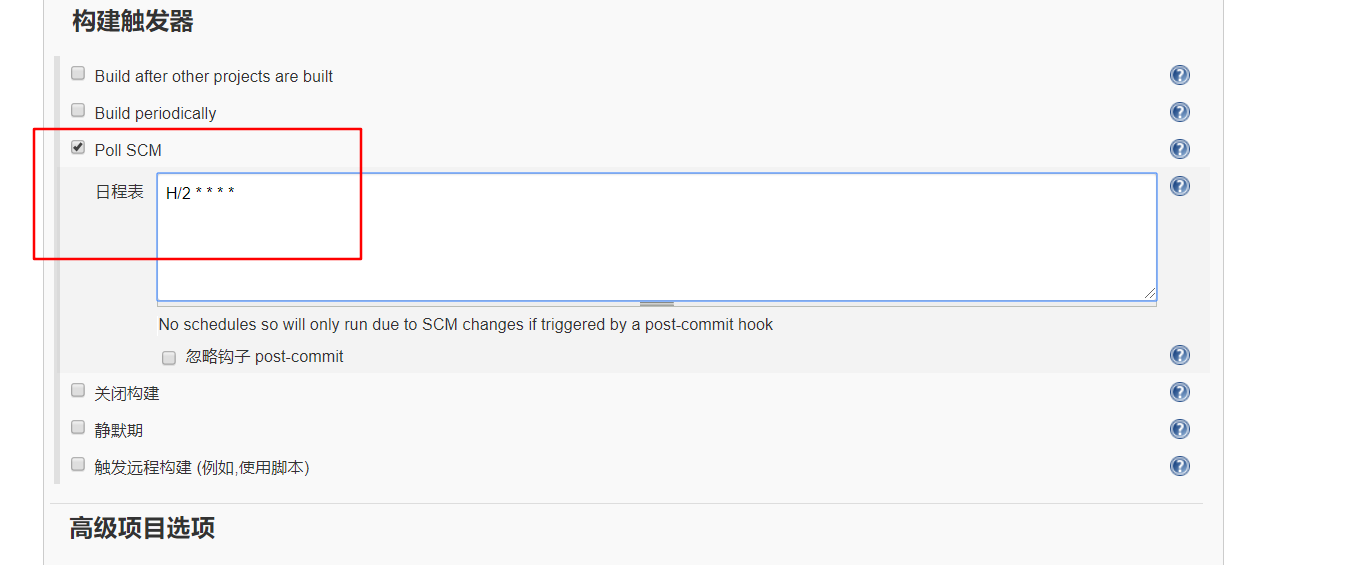 构建触发器
Build after other projects are built
Build periodically
Poll SCM
日程表
H/2 * * * *
No schedules so will only run due to SCM changes if triggered by a post-commit hook
忽略钩子 post-commit
关闭构建
静默期
触发远程构建 (例如,使用脚本)
高级项目选项